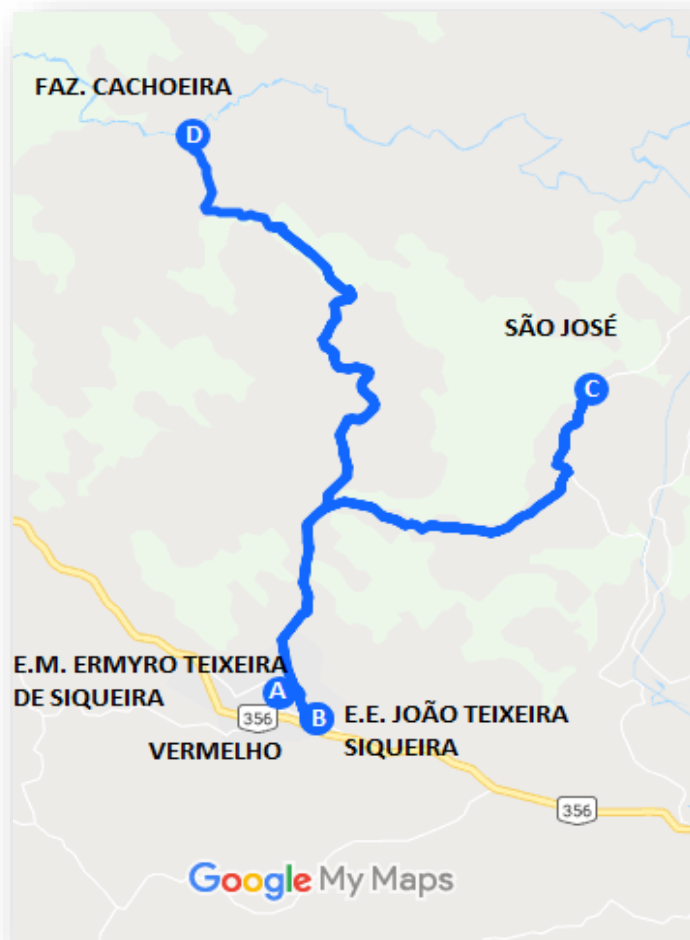 FAZ. CACHOEIRA
D
SÃO JOSÉ
C
E.M. ERMYRO TEIXEIRA
DE SIQUEIRA
A
B
356
E.E. JOÃO TEIXEIRA
SIQUEIRA
VERMELHO
356
Google My Maps